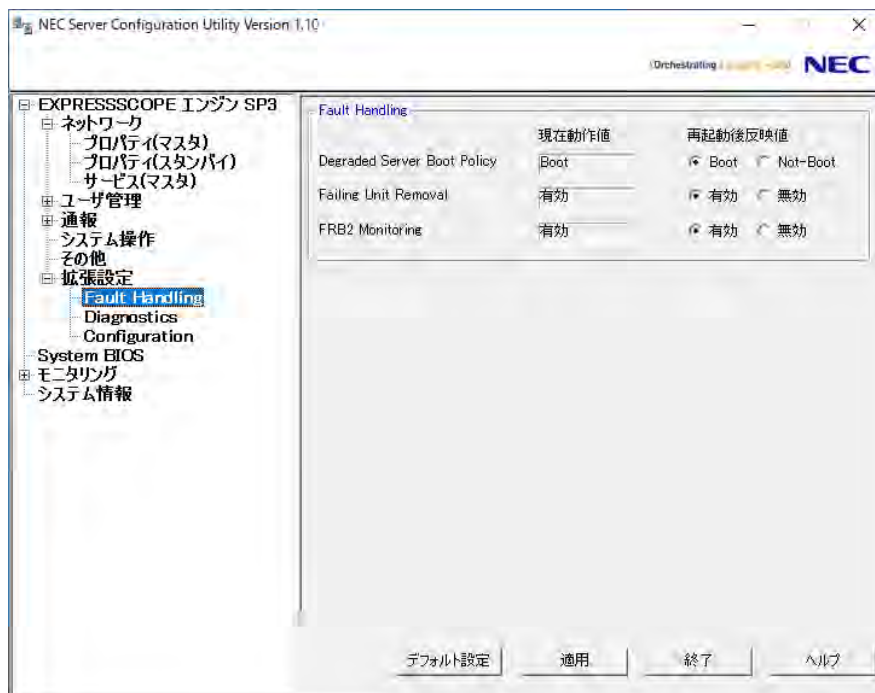 NEC Server Configuration Utility Version 1.10
Orchestrating
NEC
EXPRESSSCOPE エンジン SP3
ネットワーク
プロパティ(マスタ)
プロパティ(スタンバイ)
サービス(マスタ)
ユーザ管理
通報
システム操作
その他
拡張設定
Fault Handling
Diagnostics
Configuration
System BIOS
モニタリング
システム情報
Fault Handling
現在動作値 再起動後反映値
Degraded Server Boot Policy Boot Boot Not-Boot
Failing Unit Removal 有効 有効 無効
FRB2 Monitoring 有効 有効 無効
デフォルト設定 適用 終了 ヘルプ